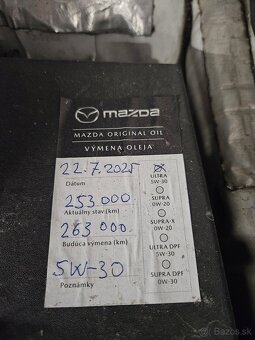 mazda
MAZDA ORIGINAL OIL
VÝMENA OLEJA
22.7.2025
Dátum
253 000
Aktuálny stav (km)
263 000
Budúca výmena (km)
5W-30
Poznámky
ULTRA
5W-30
SUPRA
0W-20
SUPRA-X
0W-20
ULTRA DPF
5W-30
SUPRA DPF
0W-30
Bazoš.sk